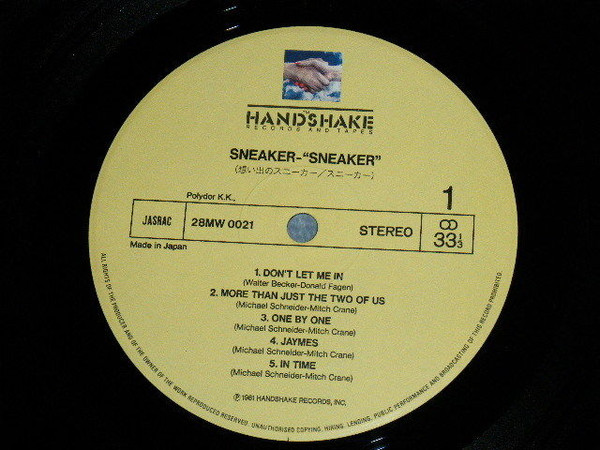 HANDSHAKE
RECORDS AND TAPES
SNEAKER-“SNEAKER”
(想い出のスニーカー/スニーカー)
1
Polydor K.K.,
JASRAC
28MW 0021
STEREO
33 1/3
Made in Japan
1. DON'T LET ME IN
(Walter Becker-Donald Fagen)
2. MORE THAN JUST THE TWO OF US
(Michael Schneider-Mitch Crane)
3. ONE BY ONE
(Michael Schneider-Mitch Crane)
4. JAYMES
(Michael Schneider-Mitch Crane)
5. IN TIME
(Michael Schneider-Mitch Crane)
Ⓟ1981 HANDSHAKE RECORDS, INC.
ALL RIGHTS OF THE PRODUCER AND OF THE OWNER OF THE WORK REPRODUCED RESERVED. UNAUTHORISED COPYING, HIRING, LENDING, PUBLIC PERFORMANCE AND BROADCASTING OF THIS RECORD PROHIBITED.